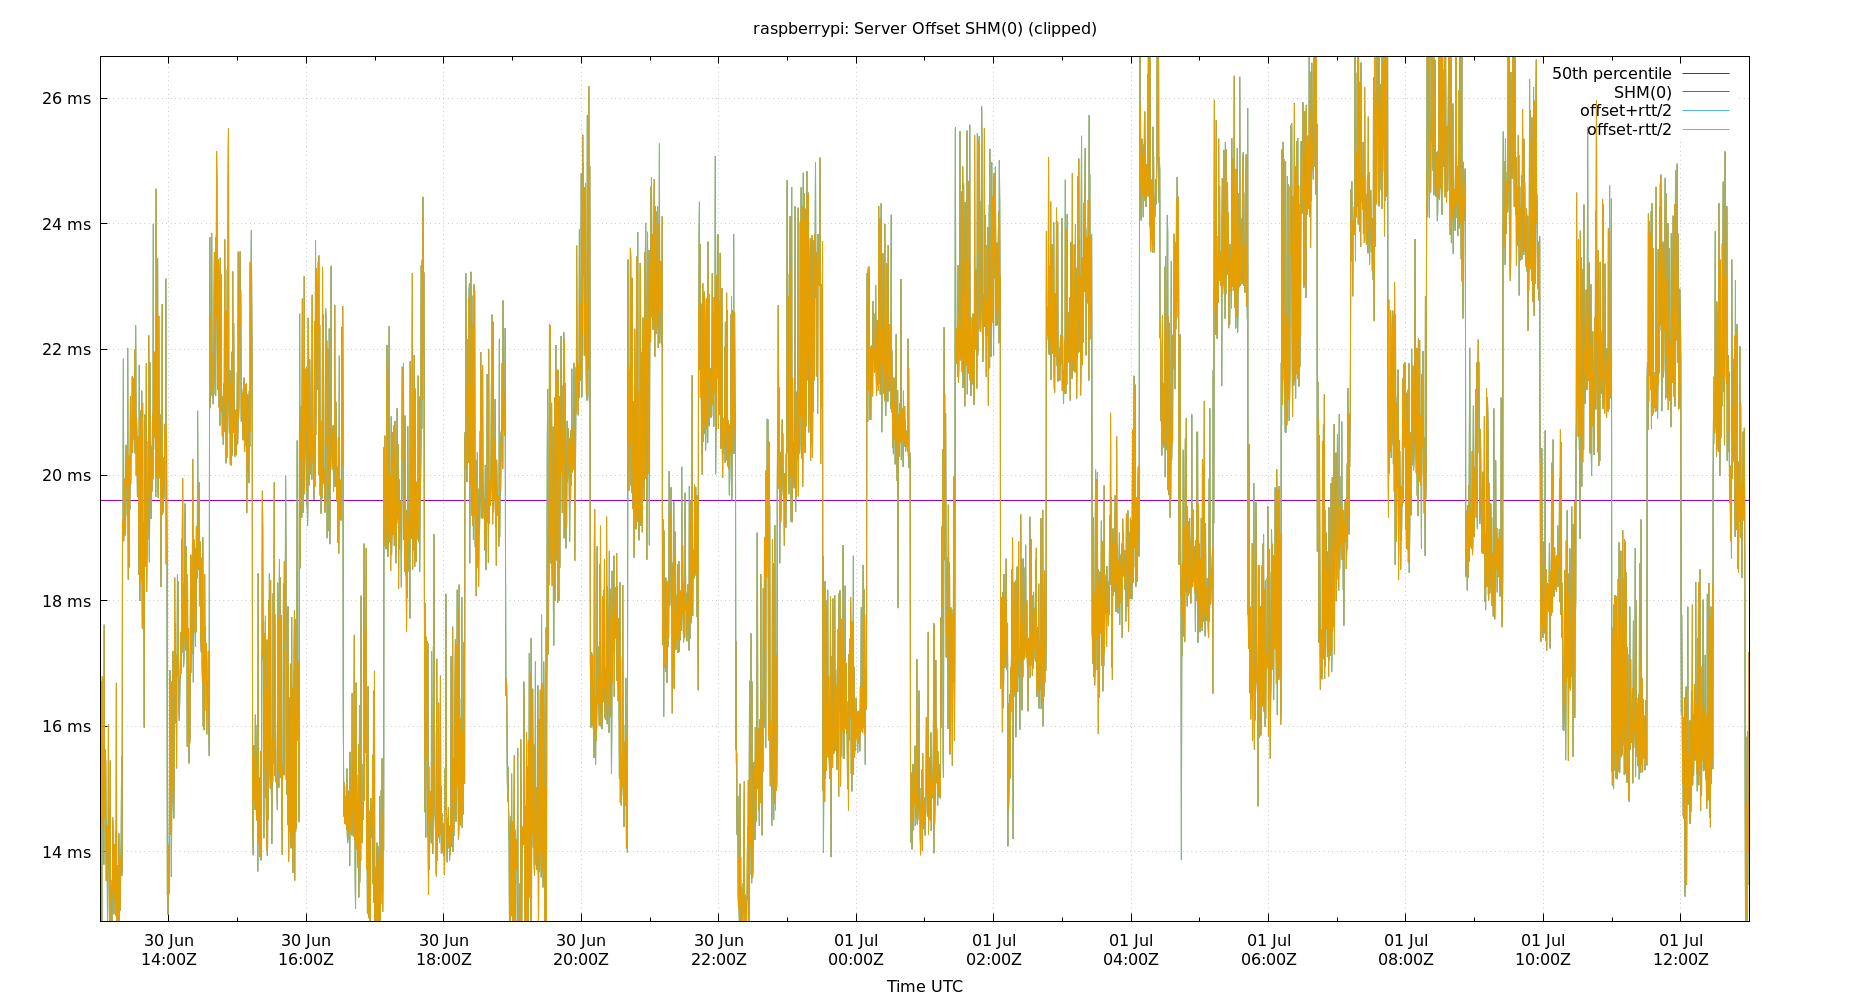 raspberrypi: Server Offset SHM(0) (clipped)
50th percentile
SHM(0)
offset+rtt/2
offset-rtt/2
26 ms
24 ms
22 ms
20 ms
18 ms
16 ms
14 ms
30 Jun 30 Jun 30 Jun 30 Jun 30 Jun 01 Jul 01 Jul 01 Jul 01 Jul 01 Jul 01 Jul 01 Jul
14:00Z 16:00Z 18:00Z 20:00Z 22:00Z 00:00Z 02:00Z 04:00Z 06:00Z 08:00Z 10:00Z 12:00Z
Time UTC